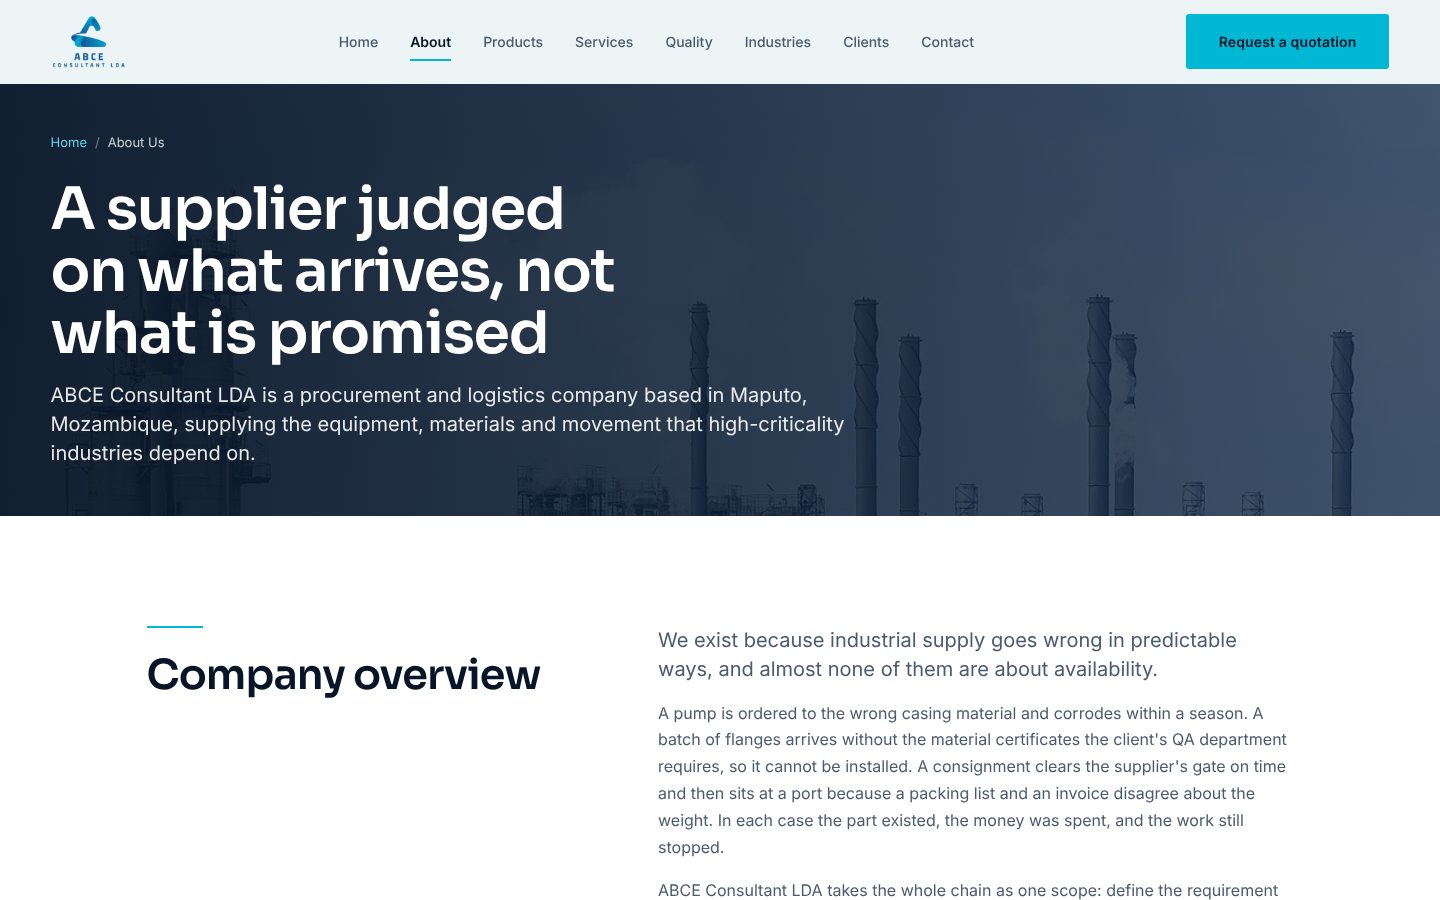 ABCE
CONSULTANT LDA
Home
About
Products
Services
Quality
Industries
Clients
Contact
Request a quotation
Home / About Us
A supplier judged
on what arrives, not
what is promised
ABCE Consultant LDA is a procurement and logistics company based in Maputo,
Mozambique, supplying the equipment, materials and movement that high-criticality
industries depend on.
Company overview
We exist because industrial supply goes wrong in predictable
ways, and almost none of them are about availability.
A pump is ordered to the wrong casing material and corrodes within a season. A
batch of flanges arrives without the material certificates the client's QA department
requires, so it cannot be installed. A consignment clears the supplier's gate on time
and then sits at a port because a packing list and an invoice disagree about the
weight. In each case the part existed, the money was spent, and the work still
stopped.
ABCE Consultant LDA takes the whole chain as one scope: define the requirement